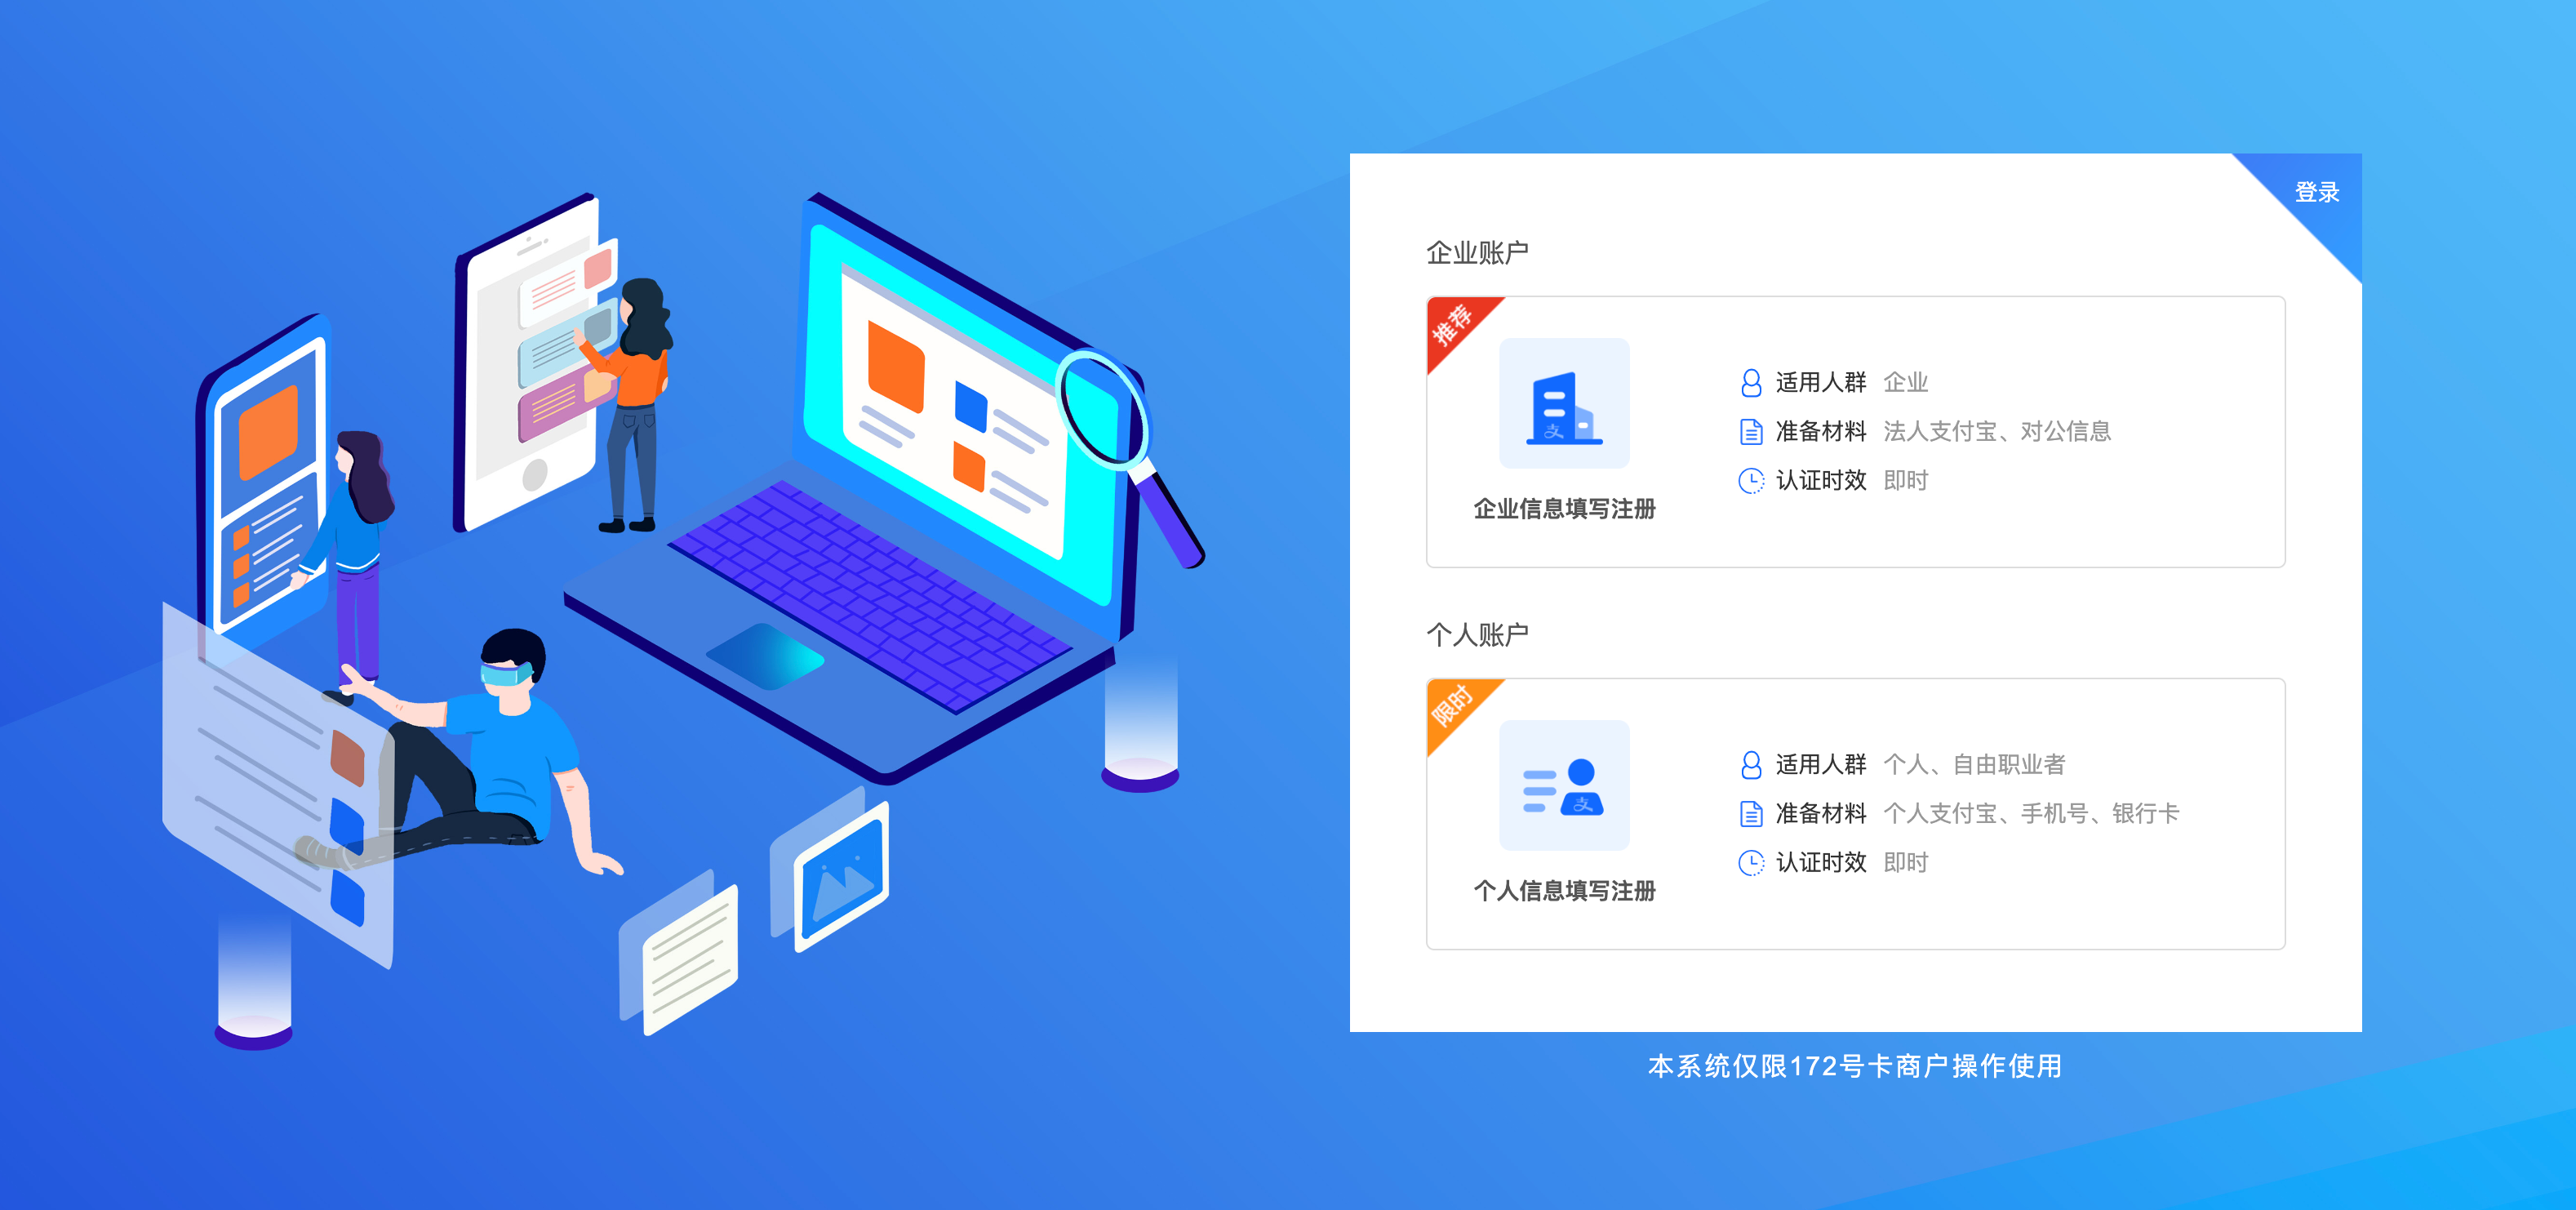 登录
企业账户
推荐
支
企业信息填写注册
适用人群 企业
准备材料 法人支付宝、对公信息
认证时效 即时
个人账户
限时
支
个人信息填写注册
适用人群 个人、自由职业者
准备材料 个人支付宝、手机号、银行卡
认证时效 即时
本系统仅限172号卡商户操作使用